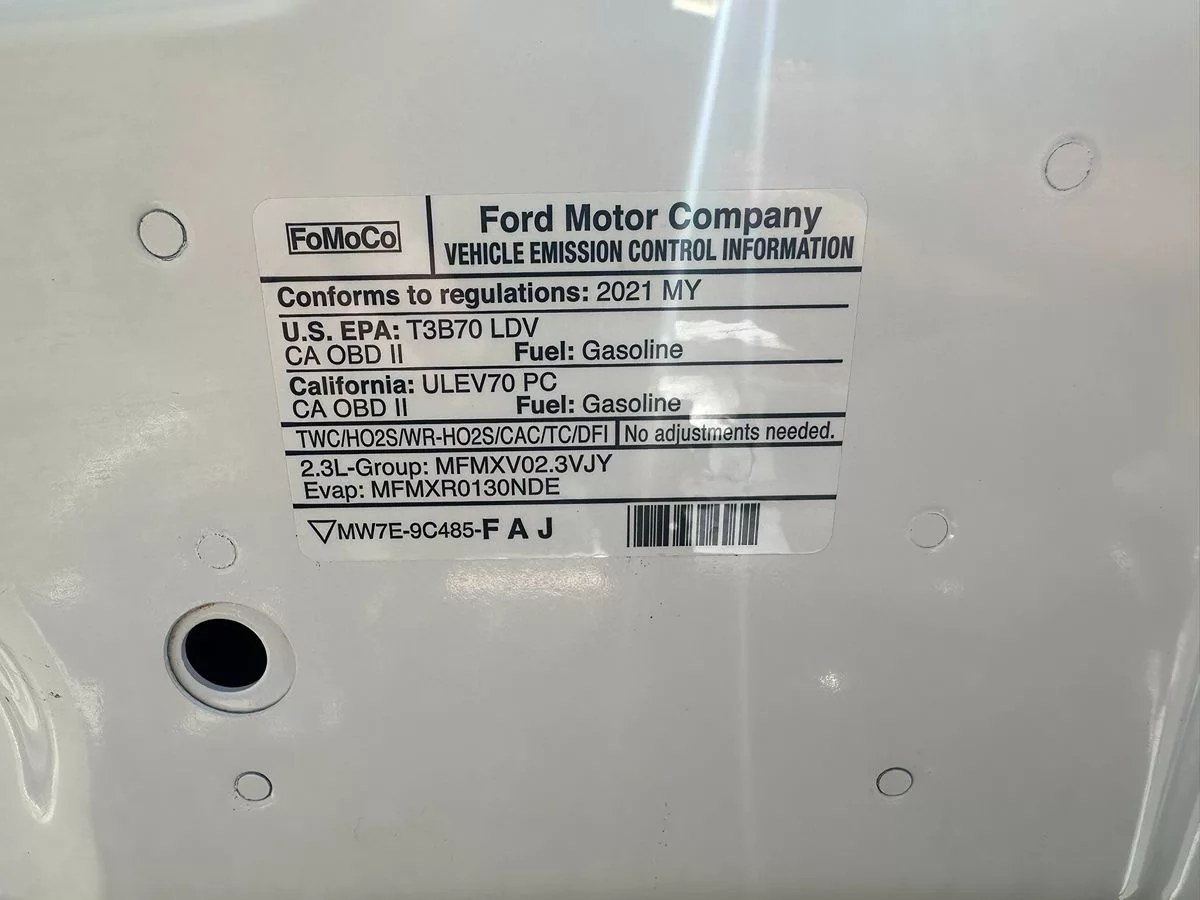 FoMoCo
Ford Motor Company
VEHICLE EMISSION CONTROL INFORMATION
Conforms to regulations: 2021 MY
U.S. EPA: T3B70 LDV
CA OBD II Fuel: Gasoline
California: ULEV70 PC
CA OBD II Fuel: Gasoline
TWC/HO2S/WR-HO2S/CAC/TC/DFI No adjustments needed.
2.3L-Group: MFMXV02.3VJY
Evap: MFMXR0130NDE
MW7E-9C485-F A J